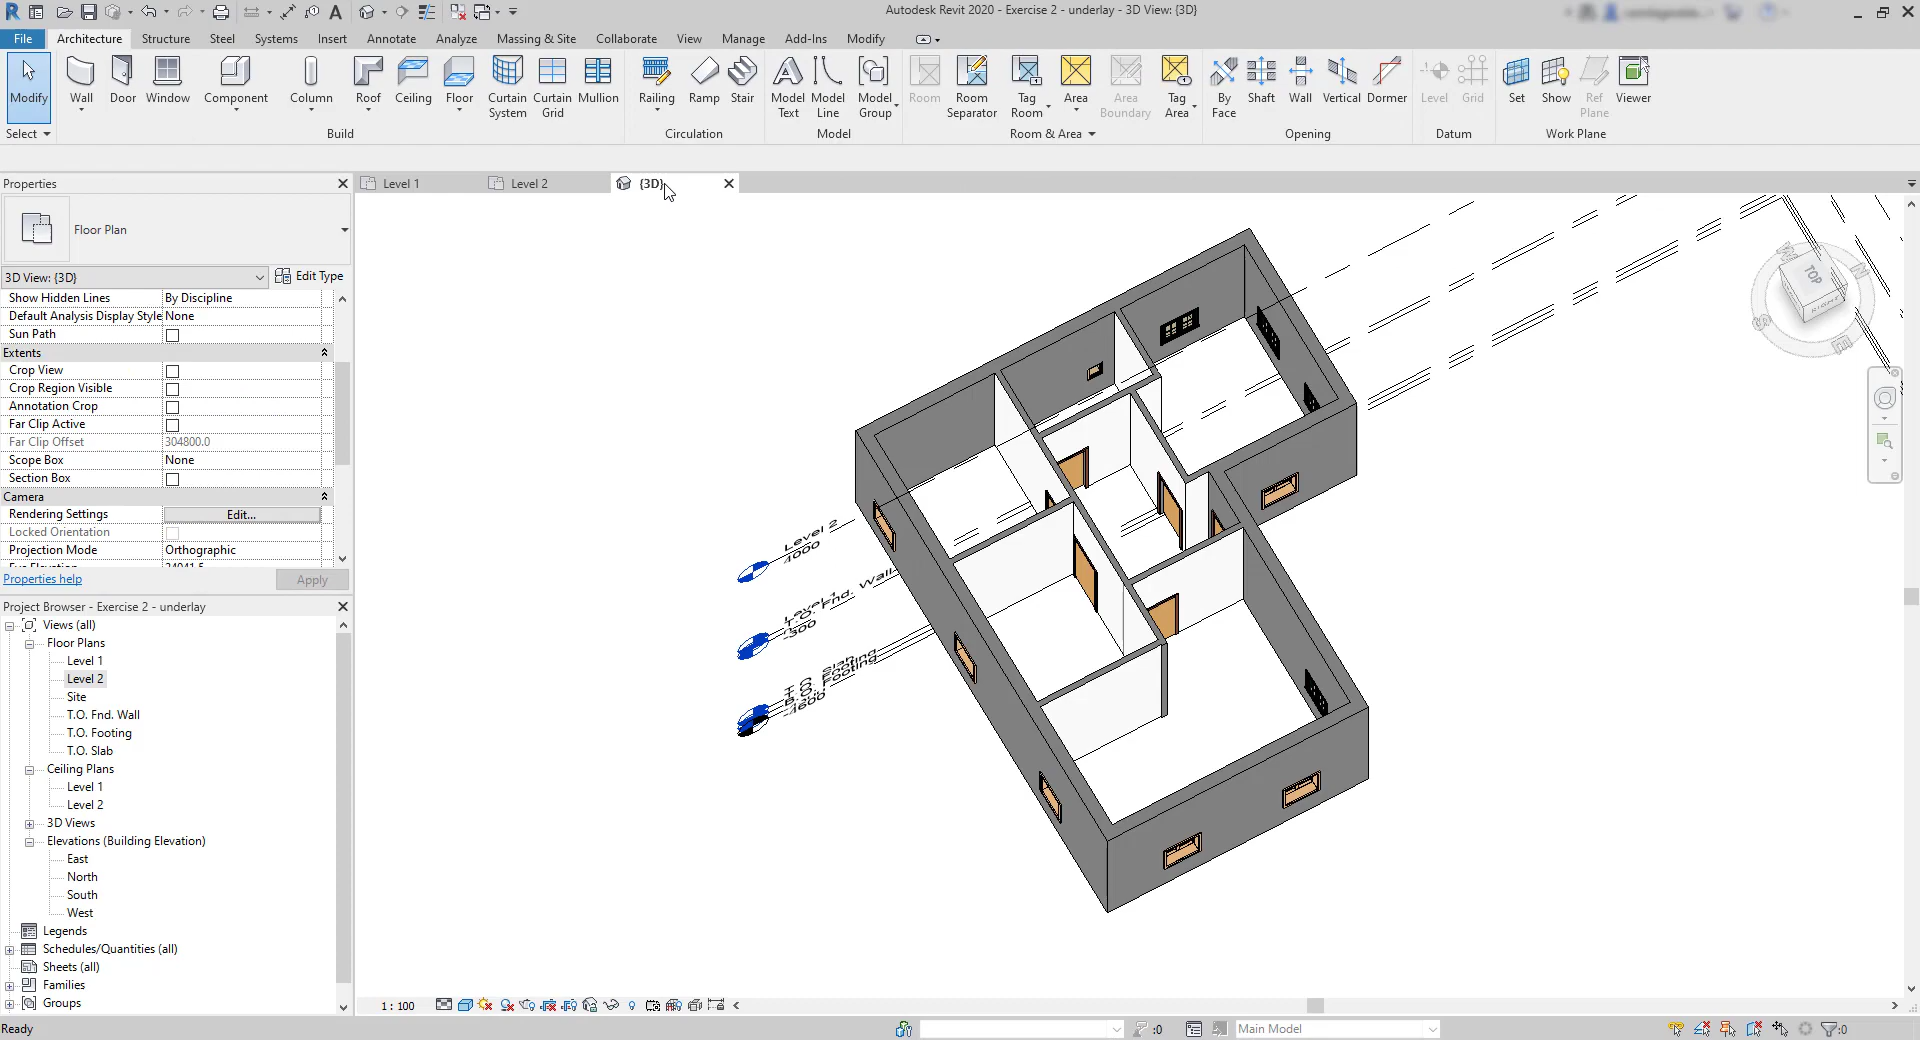 Autodesk Revit 2020 - Exercise 2 - underlay - 3D View: {3D}
File Architecture Structure Steel Systems Insert Annotate Analyze Massing & Site Collaborate View Manage Add-Ins Modify
Modify Wall Door Window Component Column Roof Ceiling Floor Curtain System Curtain Grid Mullion Railing Ramp Stair Model Text Model Line Model Group Room Room Separator Tag Room Area Area Boundary Tag Area By Face Shaft Wall Vertical Dormer Level Grid Set Show Ref Plane Viewer
Select Build Circulation Model Room & Area Opening Datum Work Plane
Properties
Level 1 Level 2 {3D}
Floor Plan
3D View: {3D} Edit Type
Show Hidden Lines By Discipline
Default Analysis Display Style None
Sun Path
Extents
Crop View
Crop Region Visible
Annotation Crop
Far Clip Active
Far Clip Offset 304800.0
Scope Box None
Section Box
Camera
Rendering Settings Edit...
Locked Orientation
Projection Mode Orthographic
Properties help Apply
Project Browser - Exercise 2 - underlay
Views (all)
Floor Plans
Level 1
Level 2
Site
T.O. Fnd. Wall
T.O. Footing
T.O. Slab
Ceiling Plans
Level 1
Level 2
3D Views
Elevations (Building Elevation)
East
North
South
West
Legends
Schedules/Quantities (all)
Sheets (all)
Families
Groups
Level 2
4000
Level 1
T.O. Fnd. Wall
-300
Footing
TOP
RIGHT
1 : 100
Ready
:0
Main Model
:0